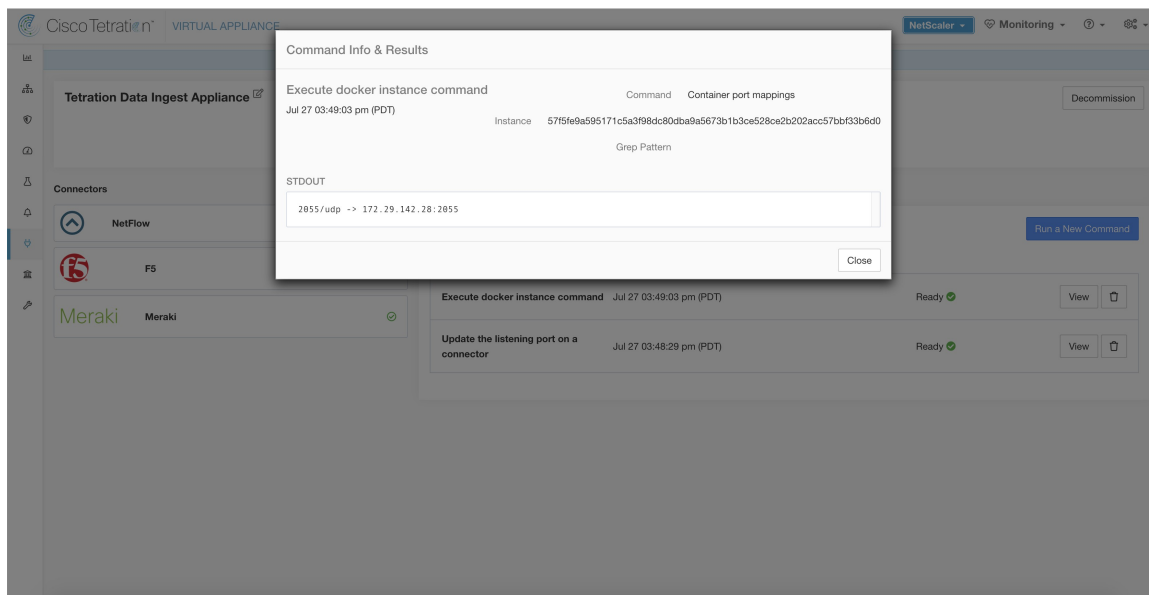 Cisco Tetration™
VIRTUAL APPLIANCE
NetScaler
Monitoring
Tetration Data Ingest Appliance
Decommission
Command Info & Results
Execute docker instance command
Jul 27 03:49:03 pm (PDT)
Command Container port mappings
Instance 57f5fe9a595171c5a3f98dc80dba9a5673b1b3ce528ce2b202acc57bbf33b6d0
Grep Pattern
STDOUT
2055/udp -> 172.29.142.28:2055
Close
Connectors
NetFlow
f5 F5
Meraki Meraki
Run a New Command
Execute docker instance command Jul 27 03:49:03 pm (PDT) Ready View
Update the listening port on a
connector
Jul 27 03:48:29 pm (PDT) Ready View